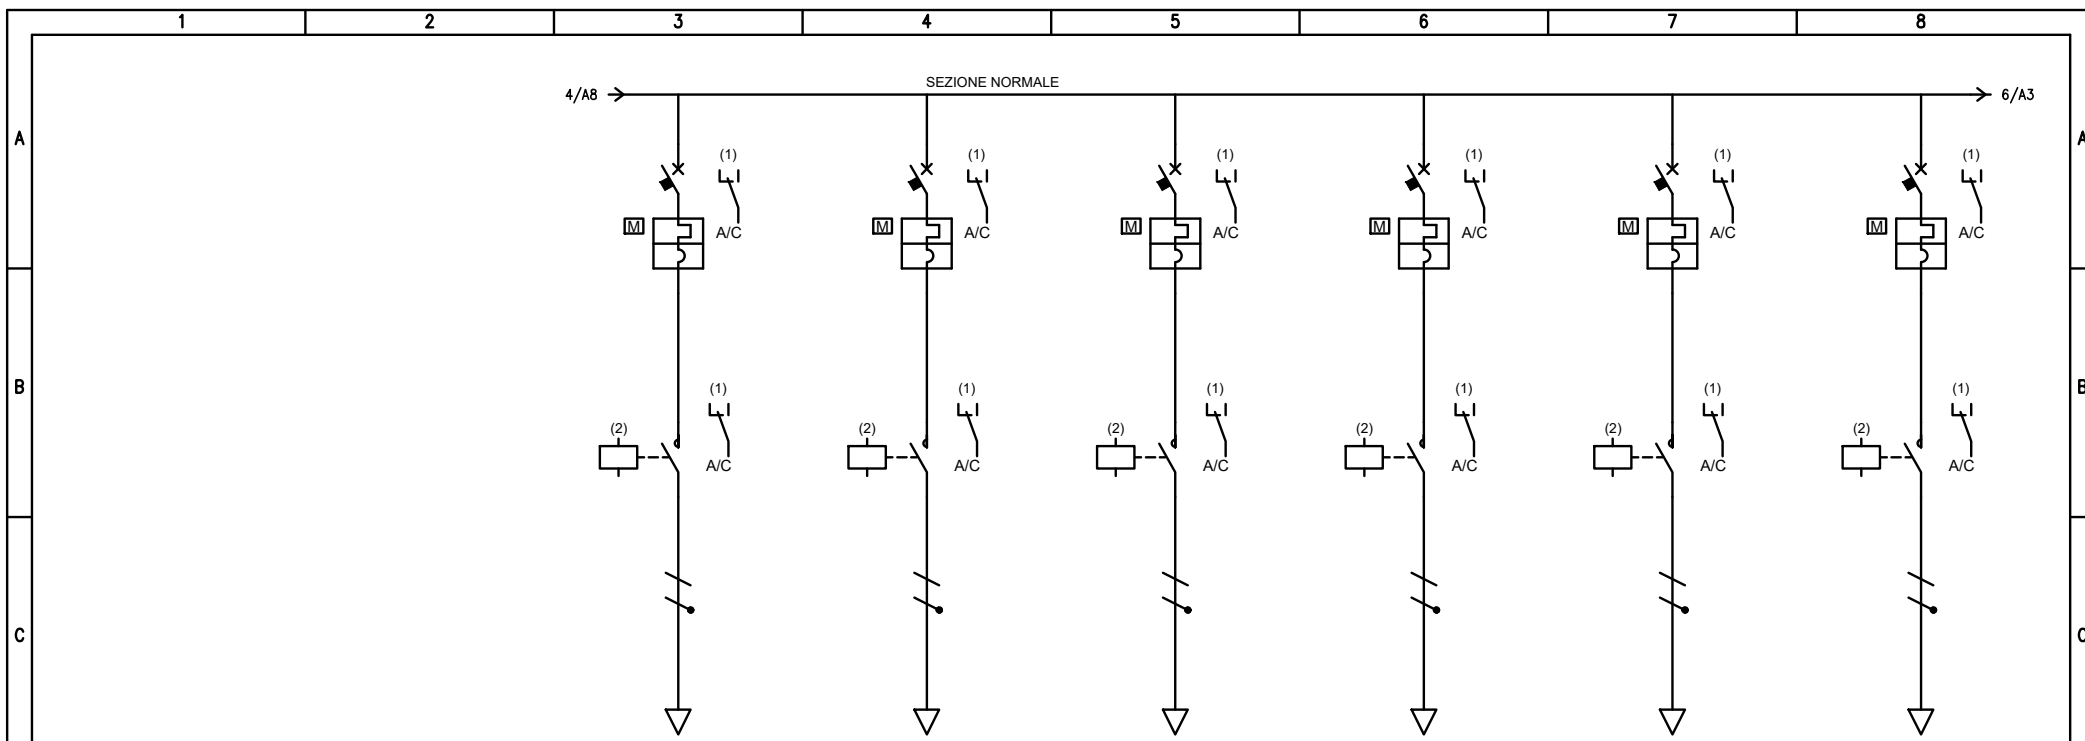 1 2 3 4 5 6 7 8
SEZIONE NORMALE
4/A8 6/A3
A A
(1) (1) (1) (1) (1) (1)
M A/C M A/C M A/C M A/C M A/C M A/C
B B
(1) (1) (1) (1) (1) (1)
(2) (2) (2) (2) (2) (2)
A/C A/C A/C A/C A/C A/C
C C